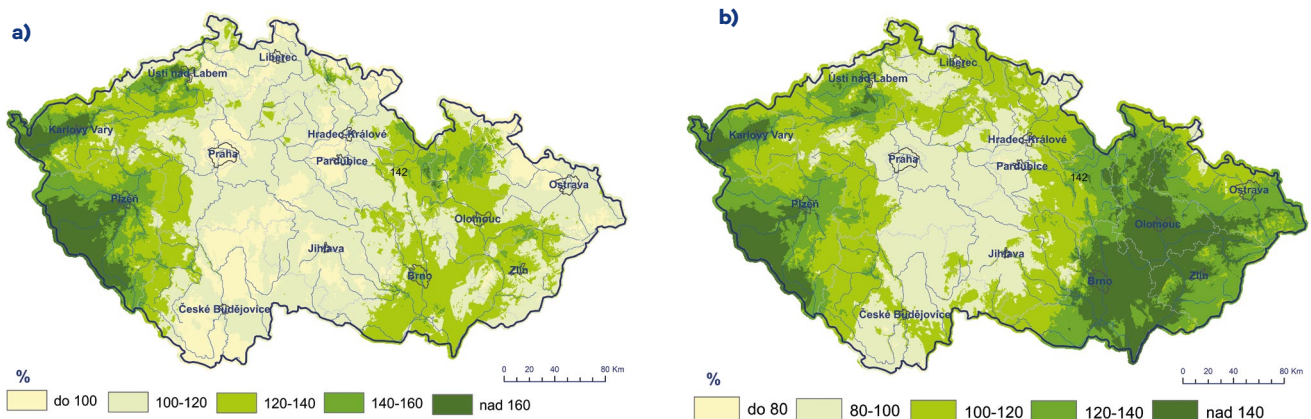 a)
Liberec
Ústí nad Labem
Karlovy Vary
Hradec Králové
Praha
Pardubice
142
Ostrava
Plzeň
Olomouc
Jihlava
Zlín
Brno
České Budějovice
%
0 20 40 80 Km
do 100 100-120 120-140 140-160 nad 160
b)
Liberec
Ústí nad Labem
Karlovy Vary
Hradec Králové
Praha
Pardubice
142
Ostrava
Plzeň
Olomouc
Jihlava
Zlín
Brno
České Budějovice
%
0 20 40 80 Km
do 80 80-100 100-120 120-140 nad 140